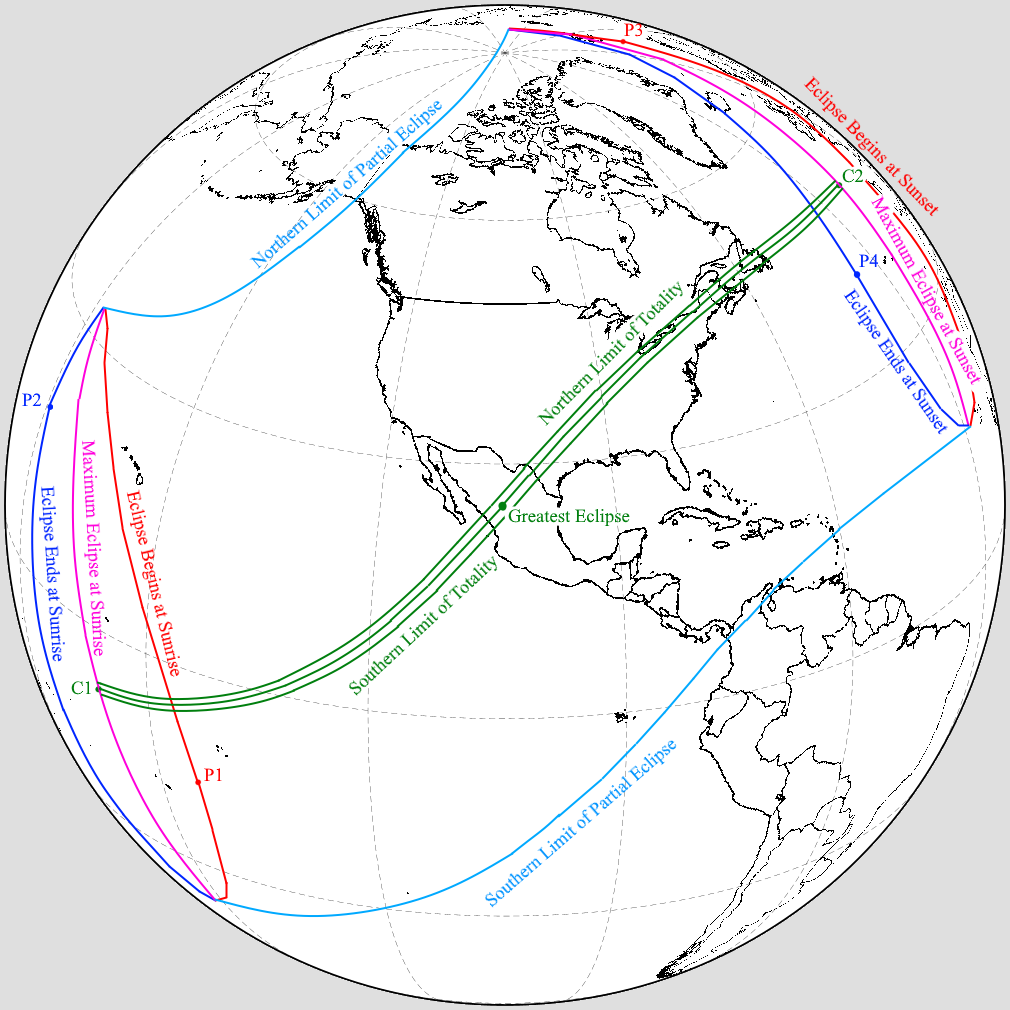 P3
Eclipse Begins at Sunset
Northern Limit of Partial Eclipse
C2
Maximum Eclipse at Sunset
P4
Eclipse Ends at Sunset
Northern Limit of Totality
P2
Greatest Eclipse
Eclipse Ends at Sunrise
Maximum Eclipse at Sunrise
Eclipse Begins at Sunrise
Southern Limit of Totality
C1
P1
Southern Limit of Partial Eclipse